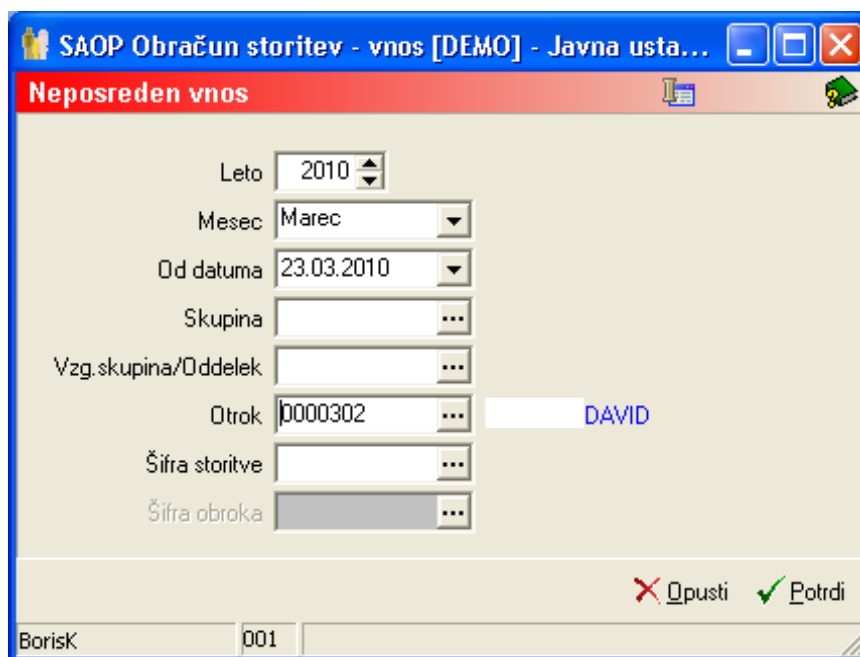 SAOP Obračun storitev - vnos [DEMO] - Javna usta...
Neposreden vnos
Leto 2010
Mesec Marec
Od datuma 23.03.2010
Skupina
Vzg.skupina/Oddelek
Otrok 0000302 DAVID
Šifra storitve
Šifra obroka
Opusti Potrdi
BorisK 001